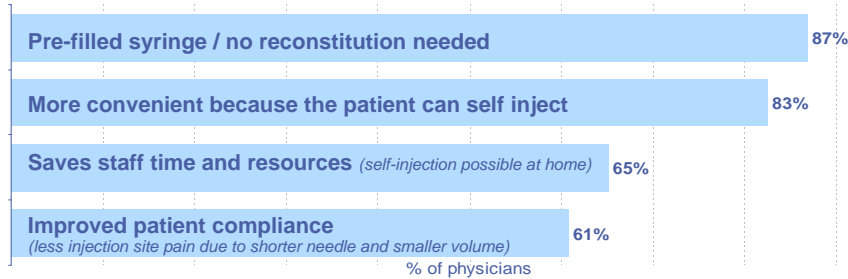 Pre-filled syringe / no reconstitution needed 87%
More convenient because the patient can self inject 83%
Saves staff time and resources (self-injection possible at home) 65%
Improved patient compliance
(less injection site pain due to shorter needle and smaller volume) 61%
% of physicians